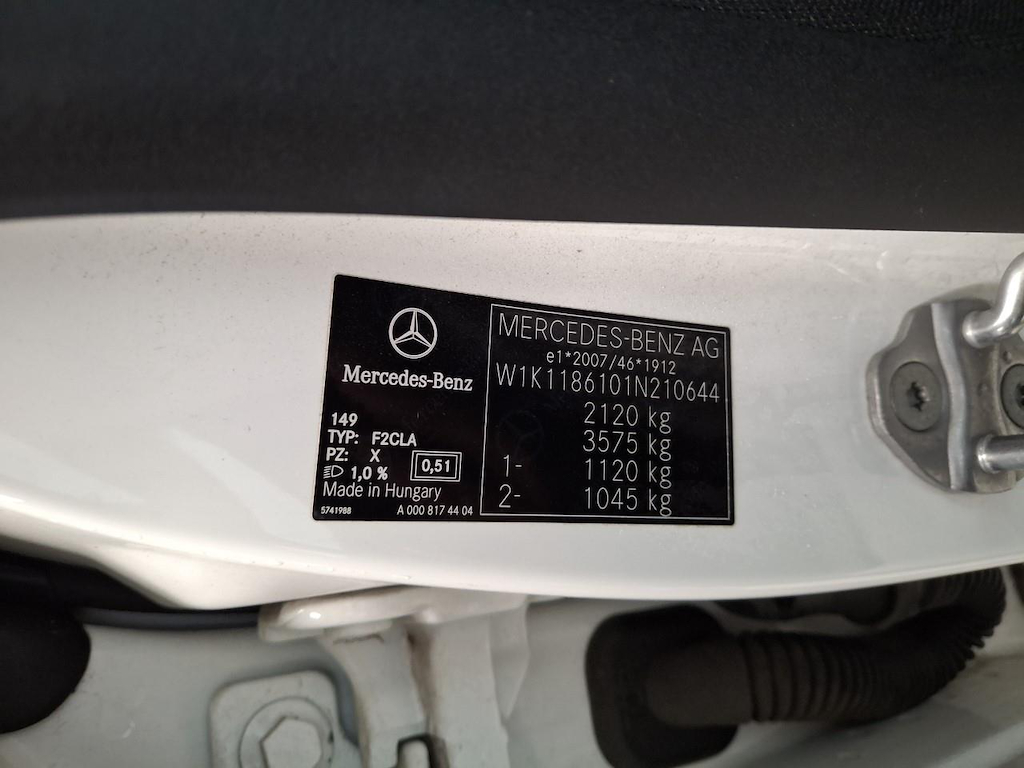 Mercedes-Benz
149
TYP: F2CLA
PZ: X
1,0 % 0,51
Made in Hungary
5741988 A 000 817 44 04
MERCEDES-BENZ AG
e1*2007/46*1912
W1K1186101N210644
2120 kg
3575 kg
1- 1120 kg
2- 1045 kg